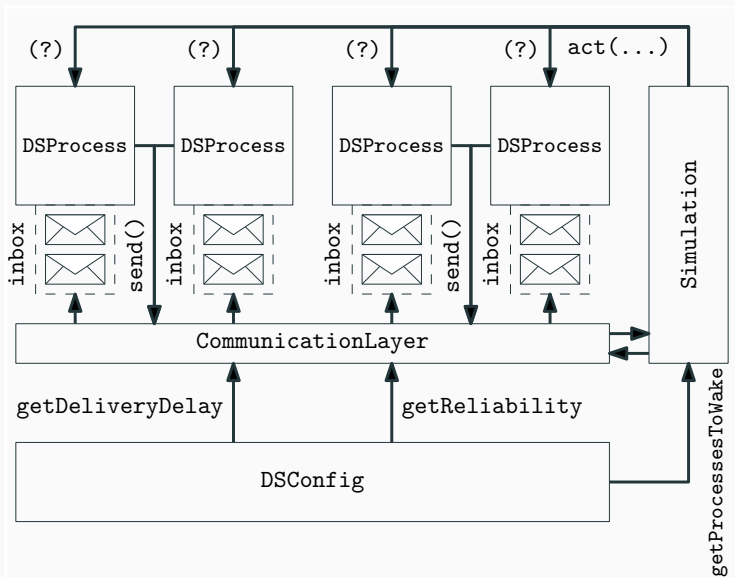 (?)
(?)
(?)
(?)
act(...)
DSProcess
DSProcess
DSProcess
DSProcess
Simulation
inbox
send()
inbox
inbox
send()
inbox
CommunicationLayer
getDeliveryDelay
getReliability
getProcessesToWake
DSConfig